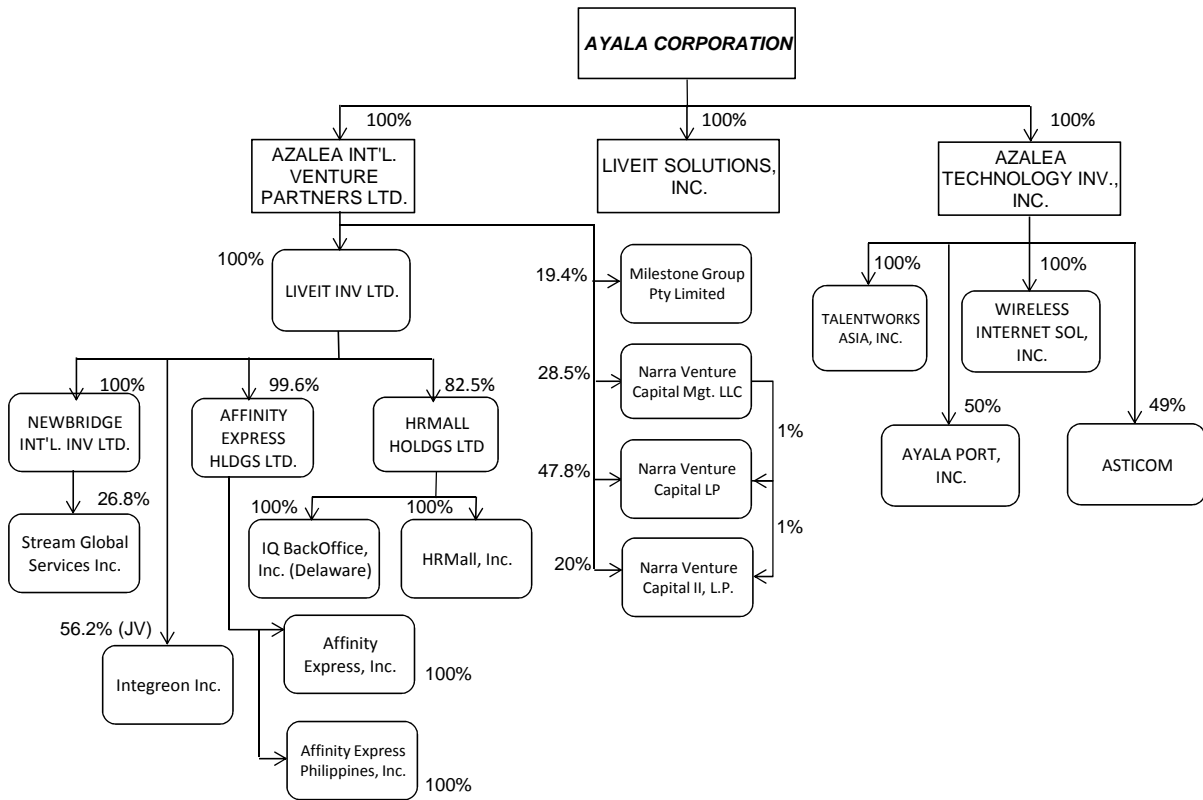 AYALA CORPORATION
100%
100%
100%
AZALEA INT'L.
VENTURE
PARTNERS LTD.
LIVEIT SOLUTIONS,
INC.
AZALEA
TECHNOLOGY INV.,
INC.
100%
LIVEIT INV LTD.
19.4%
Milestone Group
Pty Limited
28.5%
Narra Venture
Capital Mgt. LLC
1%
47.8%
Narra Venture
Capital LP
1%
20%
Narra Venture
Capital II, L.P.
100%
TALENTWORKS
ASIA, INC.
100%
WIRELESS
INTERNET SOL,
INC.
50%
AYALA PORT,
INC.
49%
ASTICOM
100%
NEWBRIDGE
INT'L. INV LTD.
99.6%
AFFINITY
EXPRESS
HLDGS LTD.
82.5%
HRMALL
HOLDGS LTD
26.8%
Stream Global
Services Inc.
100%
IQ BackOffice,
Inc. (Delaware)
100%
HRMall, Inc.
56.2% (JV)
Integreon Inc.
Affinity
Express, Inc.
100%
Affinity Express
Philippines, Inc.
100%